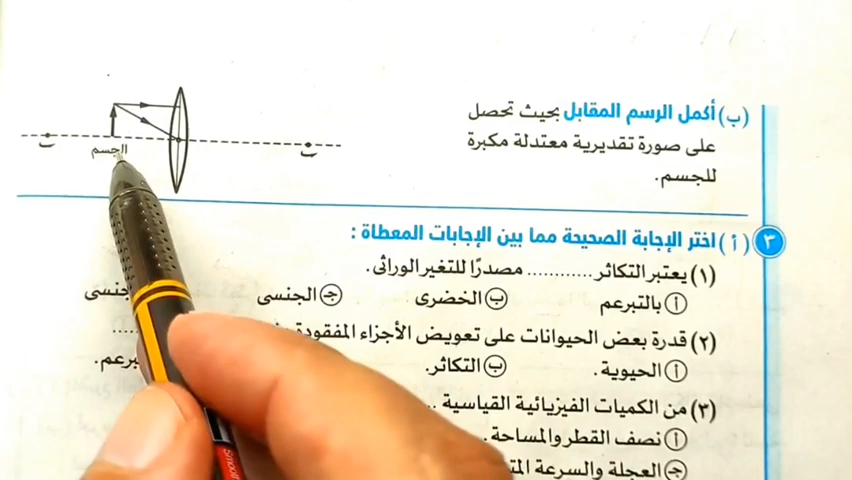 (ب) أكمل الرسم المقابل بحيث تحصل
على صورة تقديرية معتدلة مكبرة
للجسم.
ب
الجسم
ب
٣ (أ) اختر الإجابة الصحيحة مما بين الإجابات المعطاة :
(١) يعتبر التكاثر ............ مصدرًا للتغير الوراثى.
أ بالتبرعم ب الخضرى جـ الجنسى
(٢) قدرة بعض الحيوانات على تعويض الأجزاء المفقودة
أ الحيوية. ب التكاثر.
(٣) من الكميات الفيزيائية القياسية ..
أ نصف القطر والمساحة.
جـ العجلة والسرعة